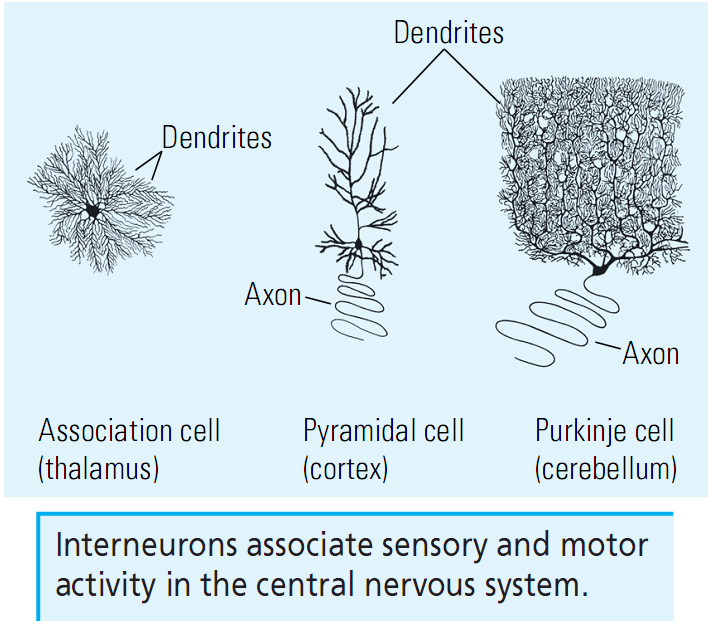 Dendrites
Dendrites
Axon
Axon
Association cell
(thalamus)
Pyramidal cell
(cortex)
Purkinje cell
(cerebellum)
Interneurons associate sensory and motor
activity in the central nervous system.